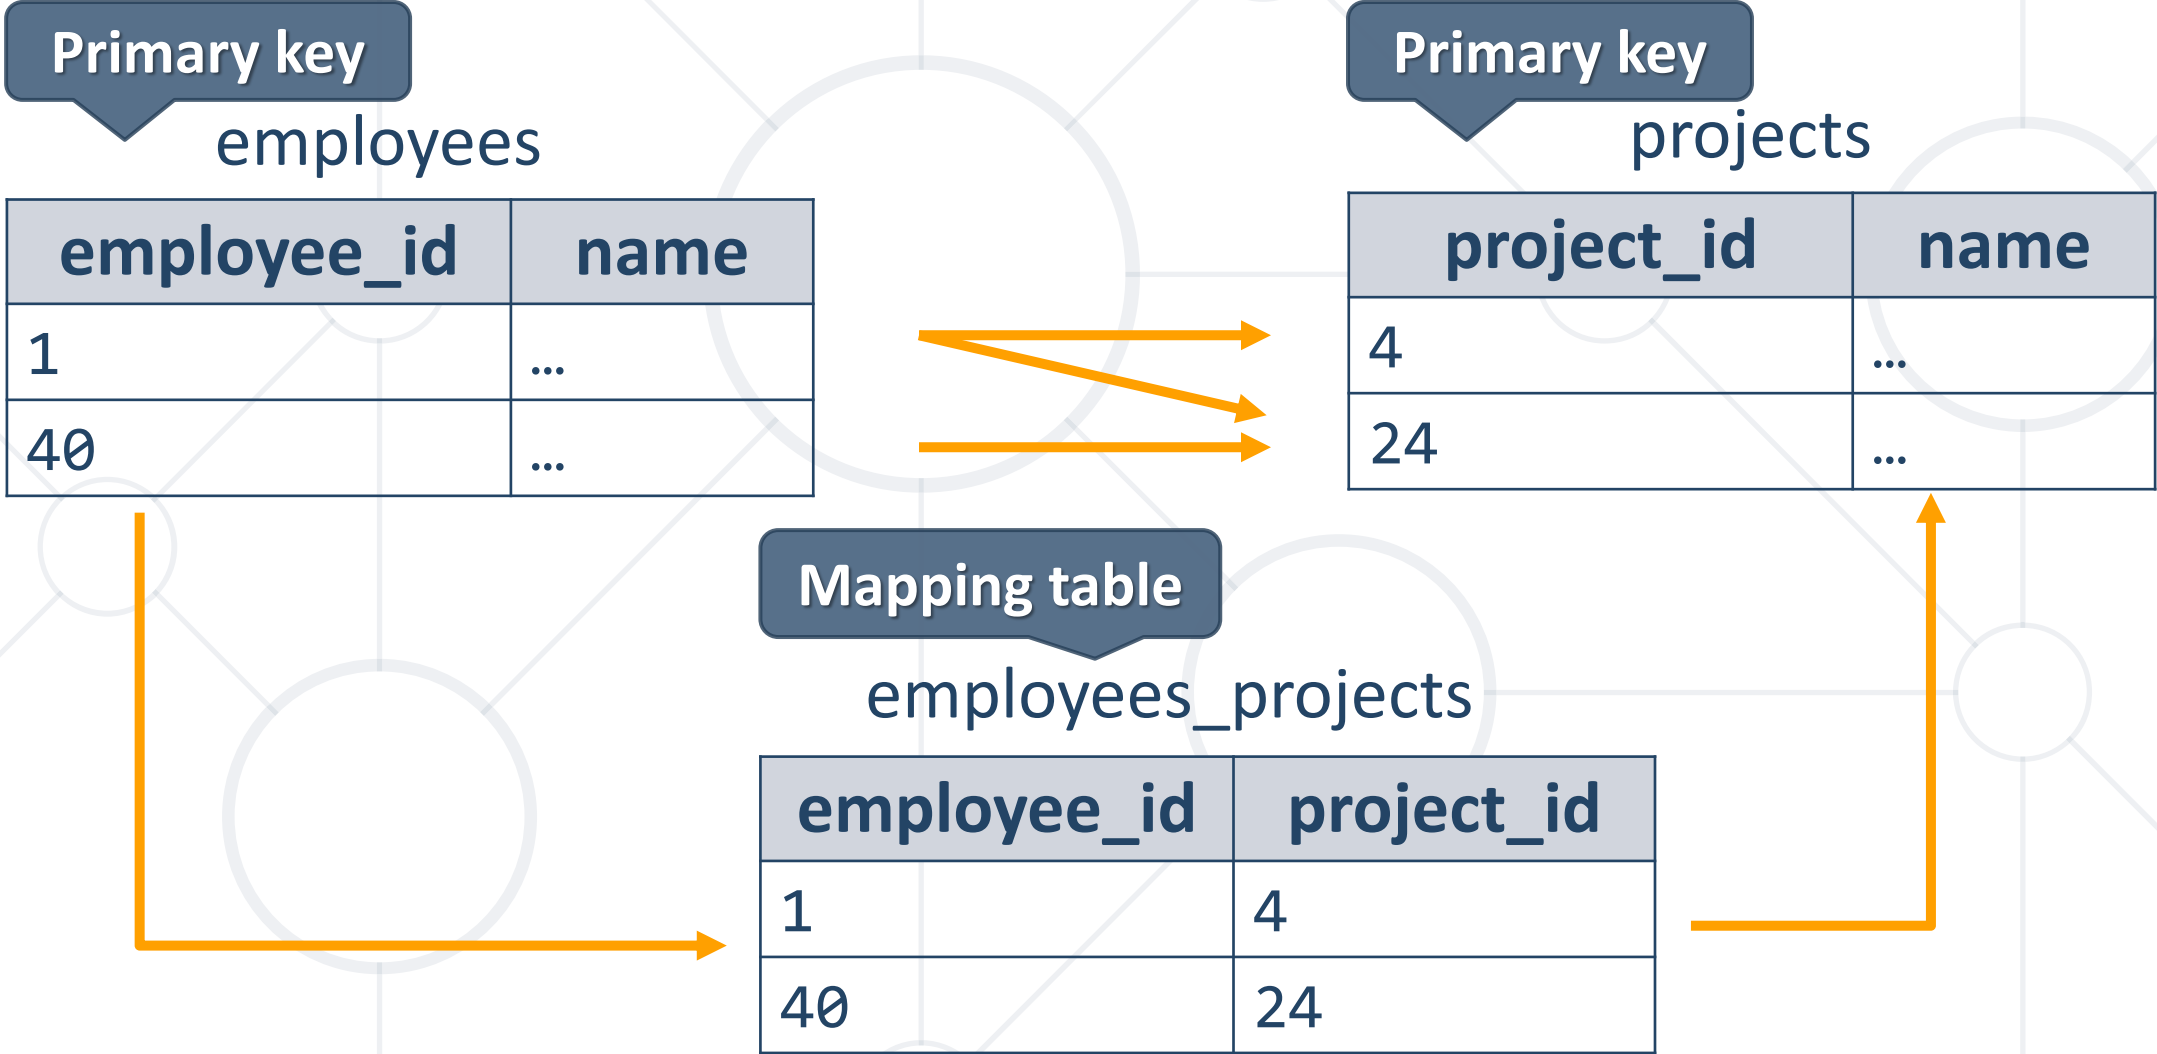 Primary key
employees
employee_id name
1 …
40 …
Primary key
projects
project_id name
4 …
24 …
Mapping table
employees_projects
employee_id project_id
1 4
40 24